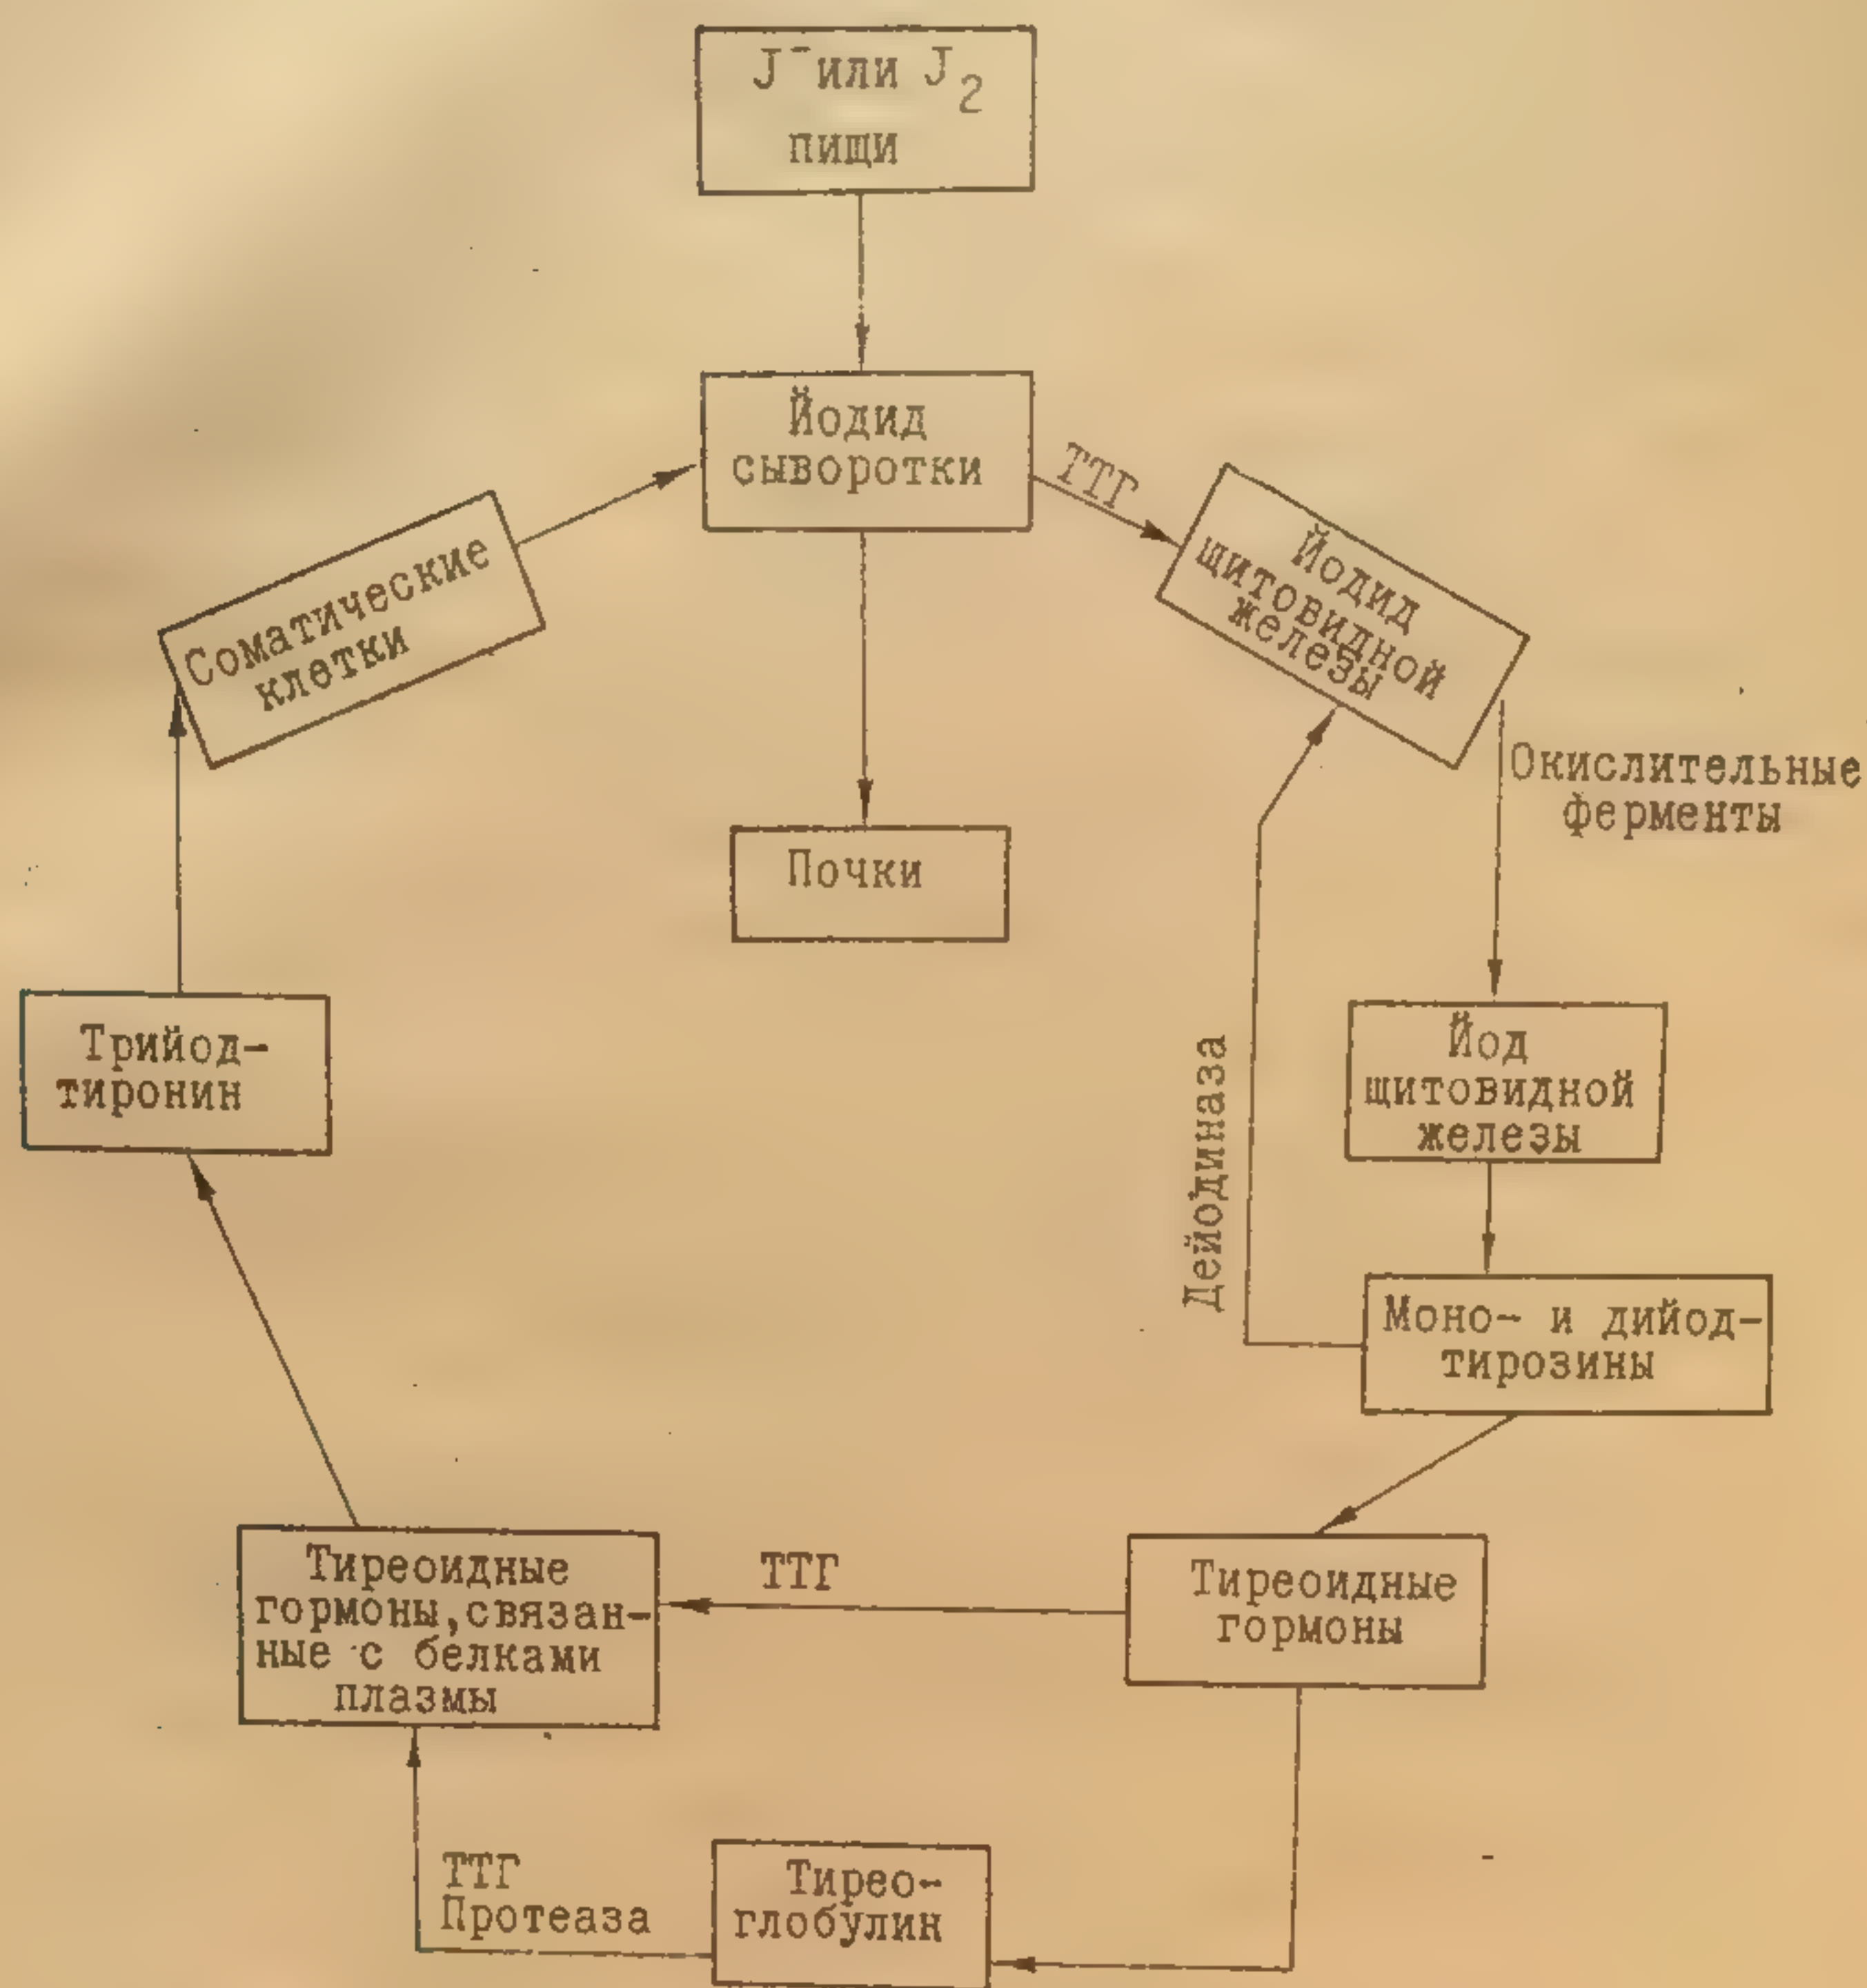 J⁻ или J₂
пищи
Йодид
сыворотки
ТТГ
Йодид
щитовидной
железы
Соматические
клетки
Окислительные
ферменты
Почки
Трийод-
тиронин
Йод
щитовидной
железы
Дейодиназа
Моно- и дийод-
тирозины
Тиреоидные
гормоны, связан-
ные с белками
плазмы
ТТГ
Тиреоидные
гормоны
ТТГ
Протеаза
Тирео-
глобулин